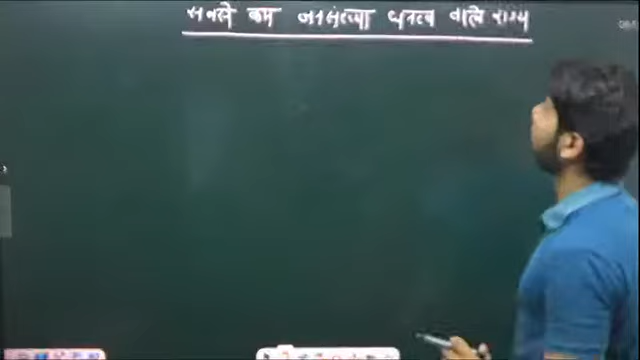 सबसे कम जनसंख्या घनत्व वाले राज्य